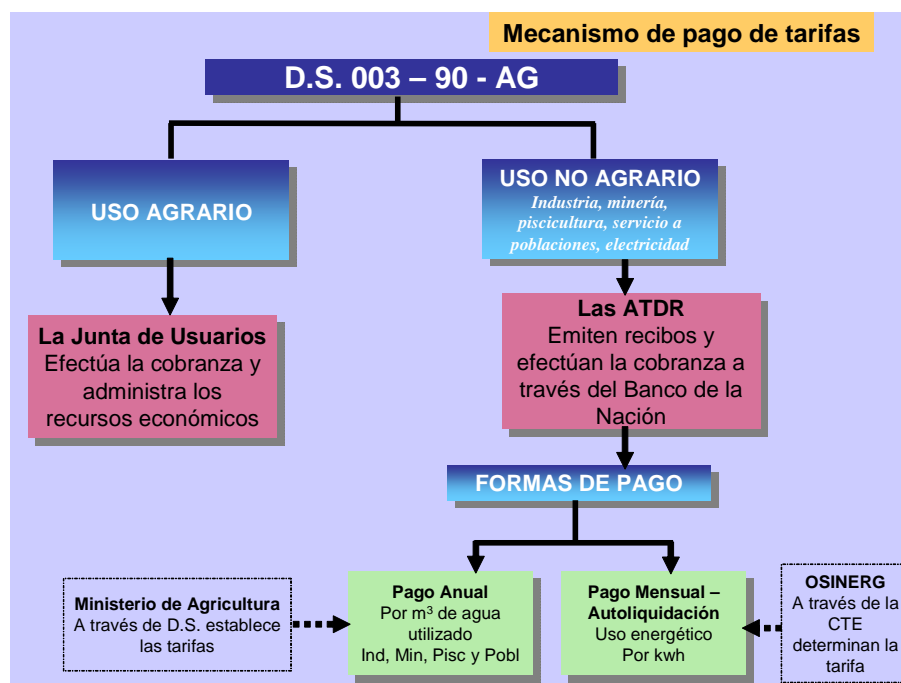 Mecanismo de pago de tarifas
D.S. 003 – 90 - AG
USO AGRARIO
USO NO AGRARIO
Industria, minería,
piscicultura, servicio a
poblaciones, electricidad
La Junta de Usuarios
Efectúa la cobranza y
administra los
recursos económicos
Las ATDR
Emiten recibos y
efectúan la cobranza a
través del Banco de la
Nación
FORMAS DE PAGO
Ministerio de Agricultura
A través de D.S. establece
las tarifas
Pago Anual
Por m³ de agua
utilizado
Ind, Min, Pisc y Pobl
Pago Mensual –
Autoliquidación
Uso energético
Por kwh
OSINERG
A través de la
CTE
determinan la
tarifa